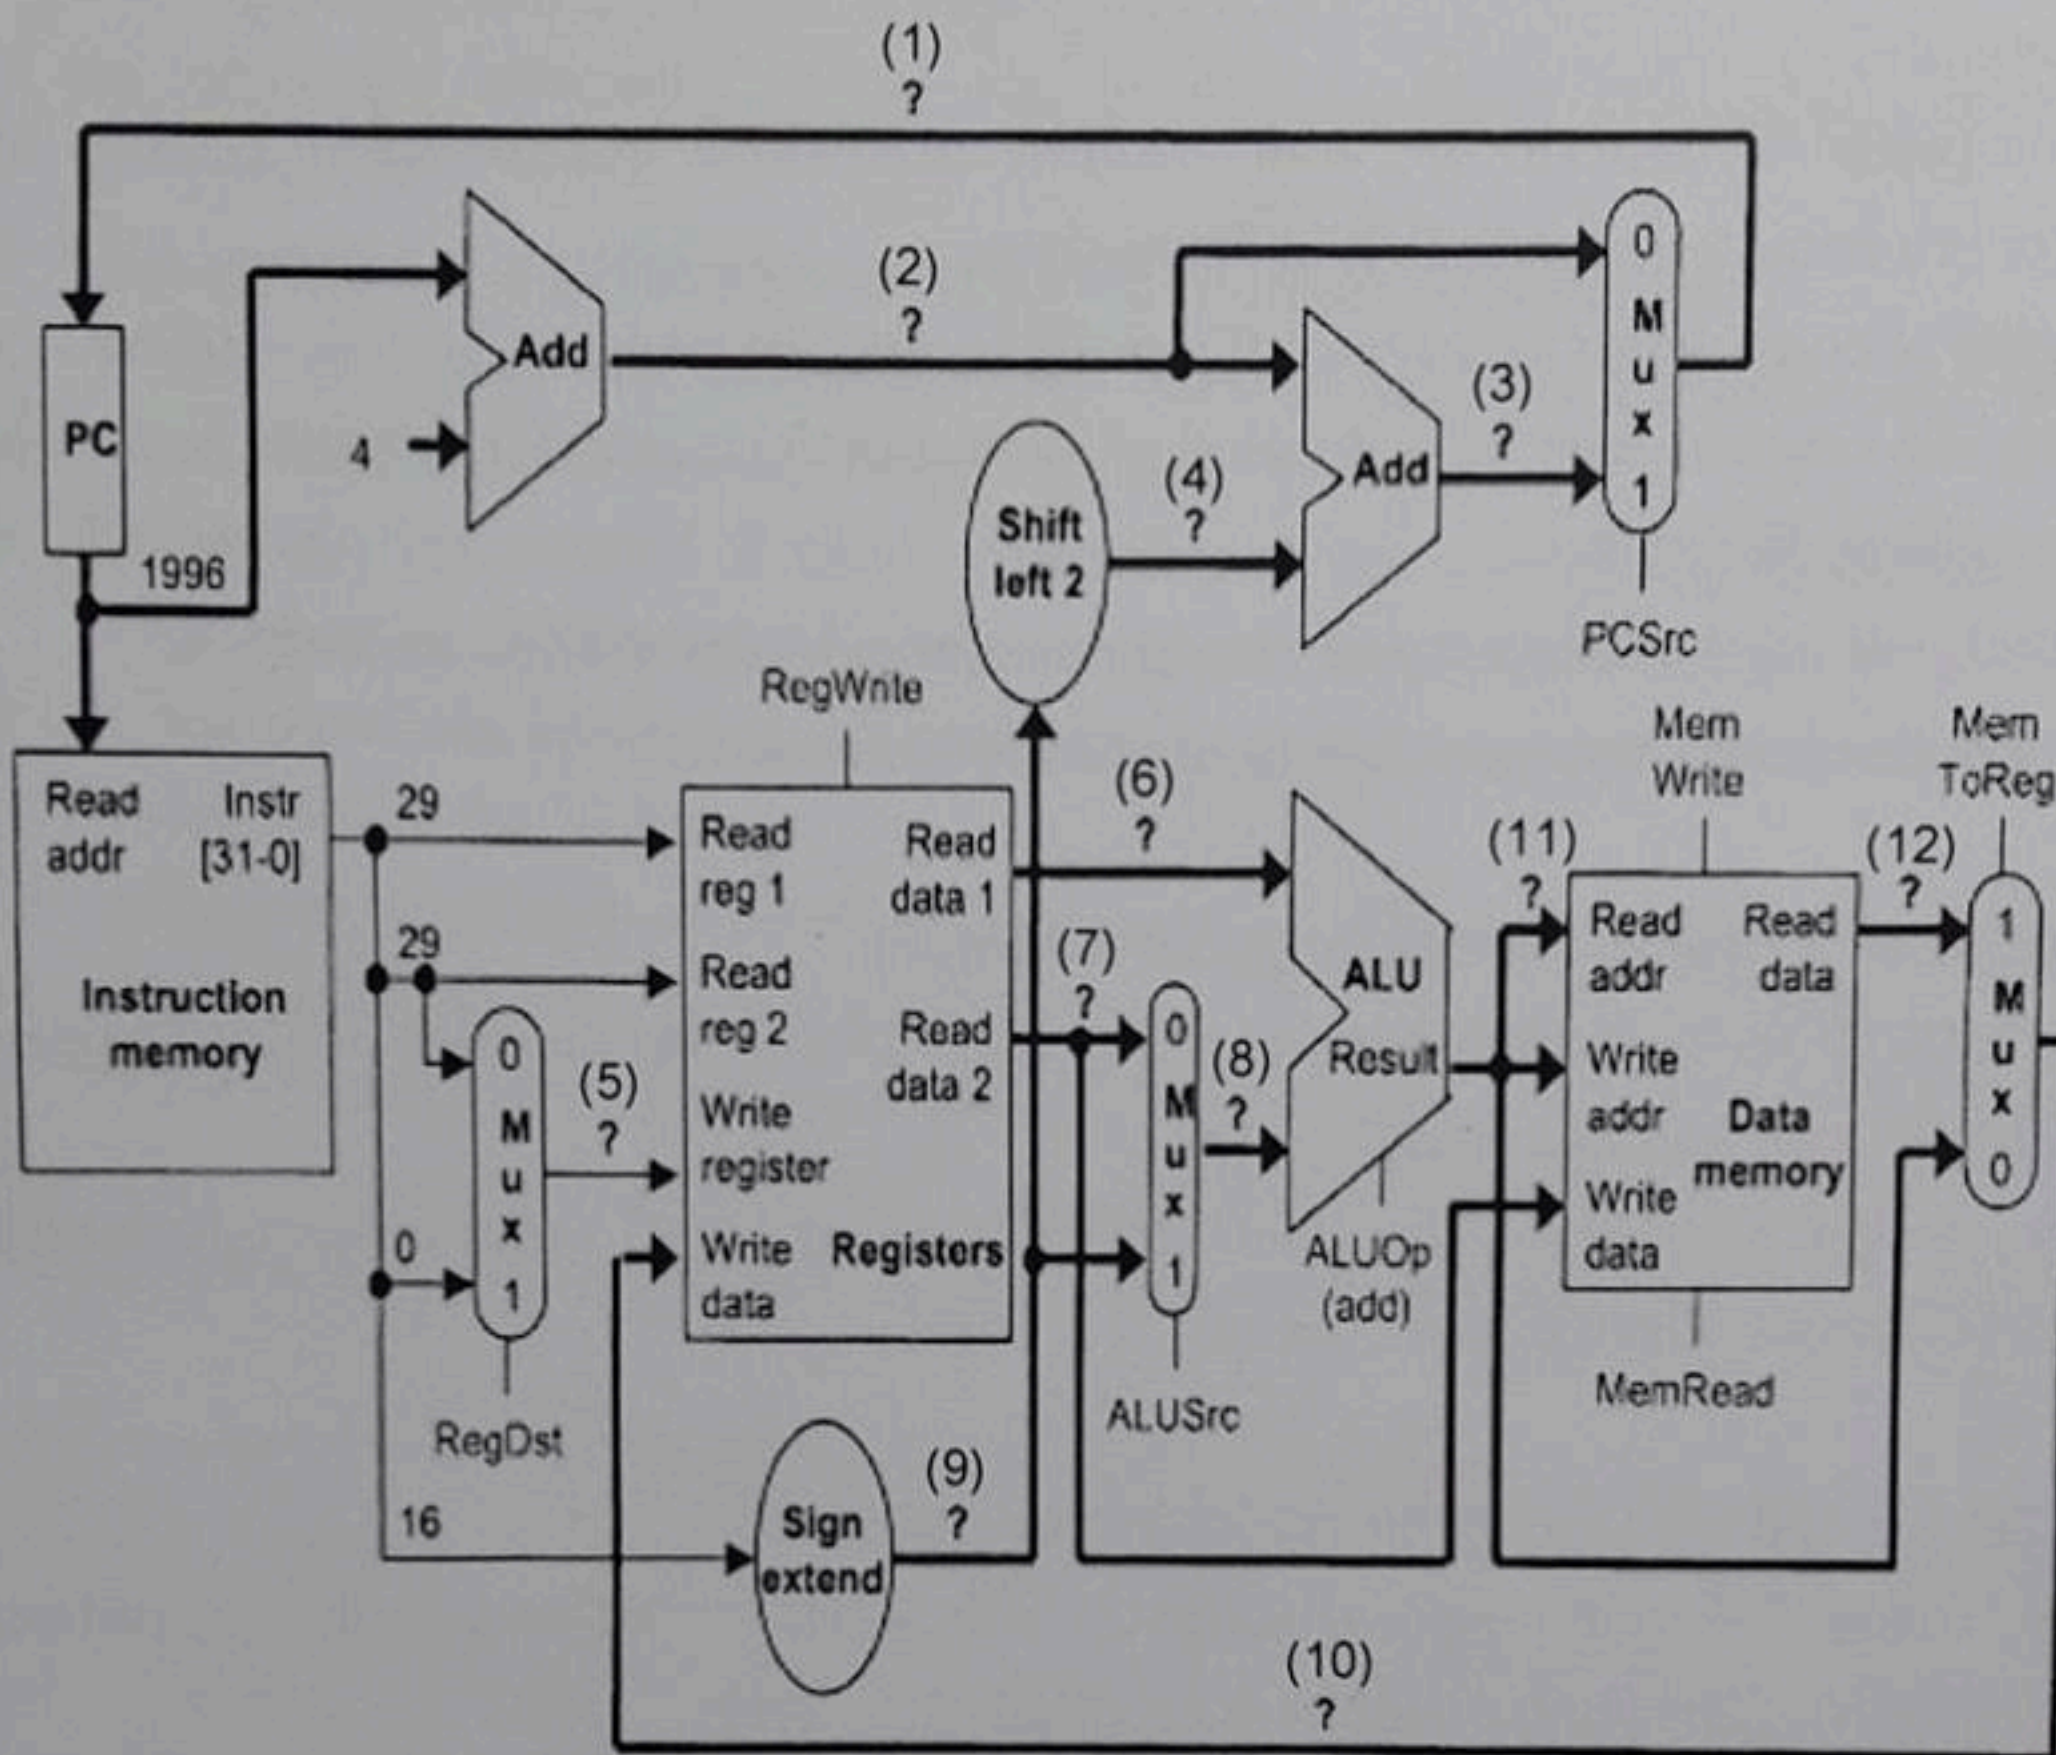 (1)
?
(2)
?
0
M
u
x
1
Add
4
PC
1996
(3)
?
Add
(4)
?
Shift
left 2
PCSrc
RegWrite
Mem
Write
Mem
ToReg
Read
addr
Instr
[31-0]
Instruction
memory
29
29
0
M
u
x
1
RegDst
0
16
(5)
?
Read
reg 1
Read
data 1
Read
reg 2
Read
data 2
Write
register
Write
data
Registers
(6)
?
(7)
?
0
M
u
x
1
ALUSrc
(8)
?
ALU
Result
ALUOp
(add)
(11)
?
Read
addr
Read
data
Write
addr
Data
memory
Write
data
MemRead
(12)
?
1
M
u
x
0
Sign
extend
(9)
?
(10)
?